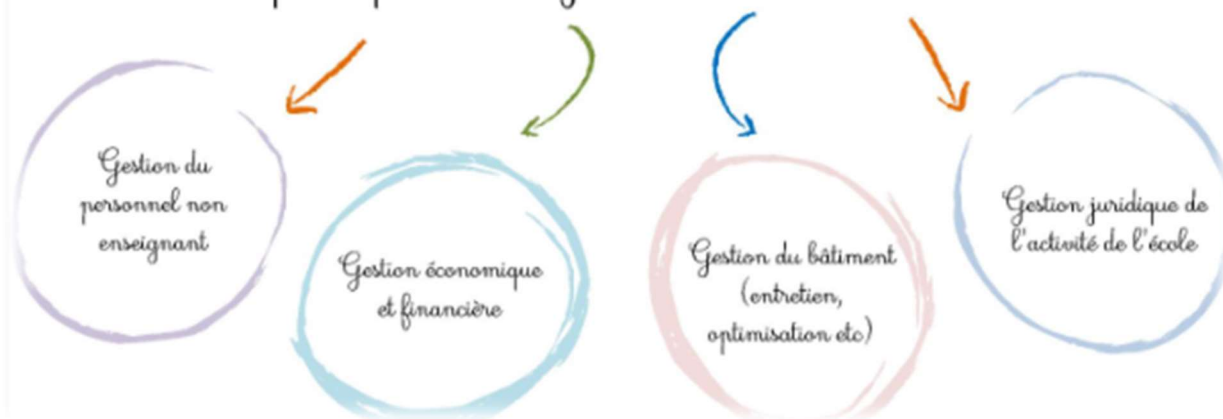 Gestion du
personnel non
enseignant
Gestion économique
et financière
Gestion du bâtiment
(entretien,
optimisation etc)
Gestion juridique de
l'activité de l'école